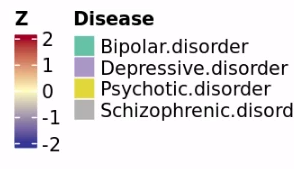 Z
2
1
0
-1
-2
Disease
Bipolar.disorder
Depressive.disorder
Psychotic.disorder
Schizophrenic.disord